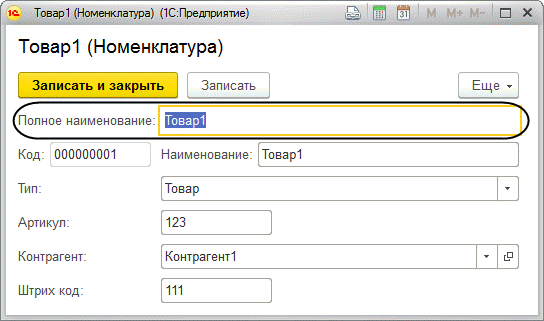 Товар1 (Номенклатура) (1С:Предприятие)
31 M M+ M-
Товар1 (Номенклатура)
Записать и закрыть Записать Еще
Полное наименование: Товар1
Код: 000000001 Наименование: Товар1
Тип: Товар
Артикул: 123
Контрагент: Контрагент1
Штрих код: 111